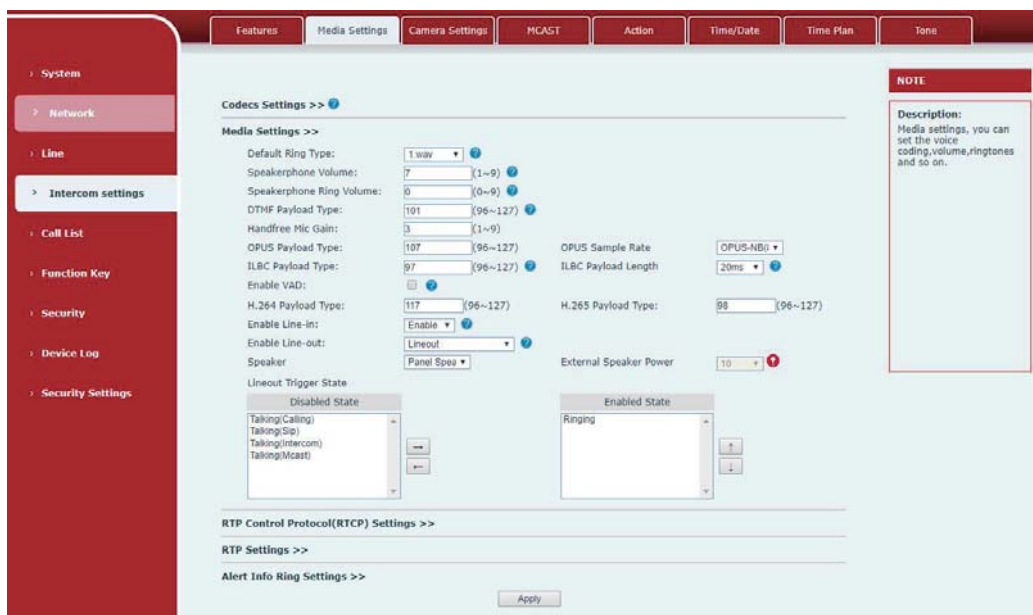 Features Media Settings Camera Settings MCAST Action Time/Date Time Plan Tone
› System
› Network
› Line
› Intercom settings
› Call List
› Function Key
› Security
› Device Log
› Security Settings
Codecs Settings >>
Media Settings >>
Default Ring Type: 1.wav
Speakerphone Volume: 7 (1~9)
Speakerphone Ring Volume: 0 (0~9)
DTMF Payload Type: 101 (96~127)
Handfree Mic Gain: 3 (1~9)
OPUS Payload Type: 107 (96~127) OPUS Sample Rate OPUS-NB(
ILBC Payload Type: 97 (96~127) ILBC Payload Length 20ms
Enable VAD:
H.264 Payload Type: 117 (96~127) H.265 Payload Type: 98 (96~127)
Enable Line-in: Enable
Enable Line-out: Lineout
Speaker Panel Spea External Speaker Power 10
Lineout Trigger State
Disabled State Enabled State
Talking(Calling) Ringing
Talking(Sip)
Talking(Intercom)
Talking(Mcast)
→
←
↑
↓
RTP Control Protocol(RTCP) Settings >>
RTP Settings >>
Alert Info Ring Settings >>
Apply
NOTE
Description:
Media settings, you can
set the voice
coding,volume,ringtones
and so on.